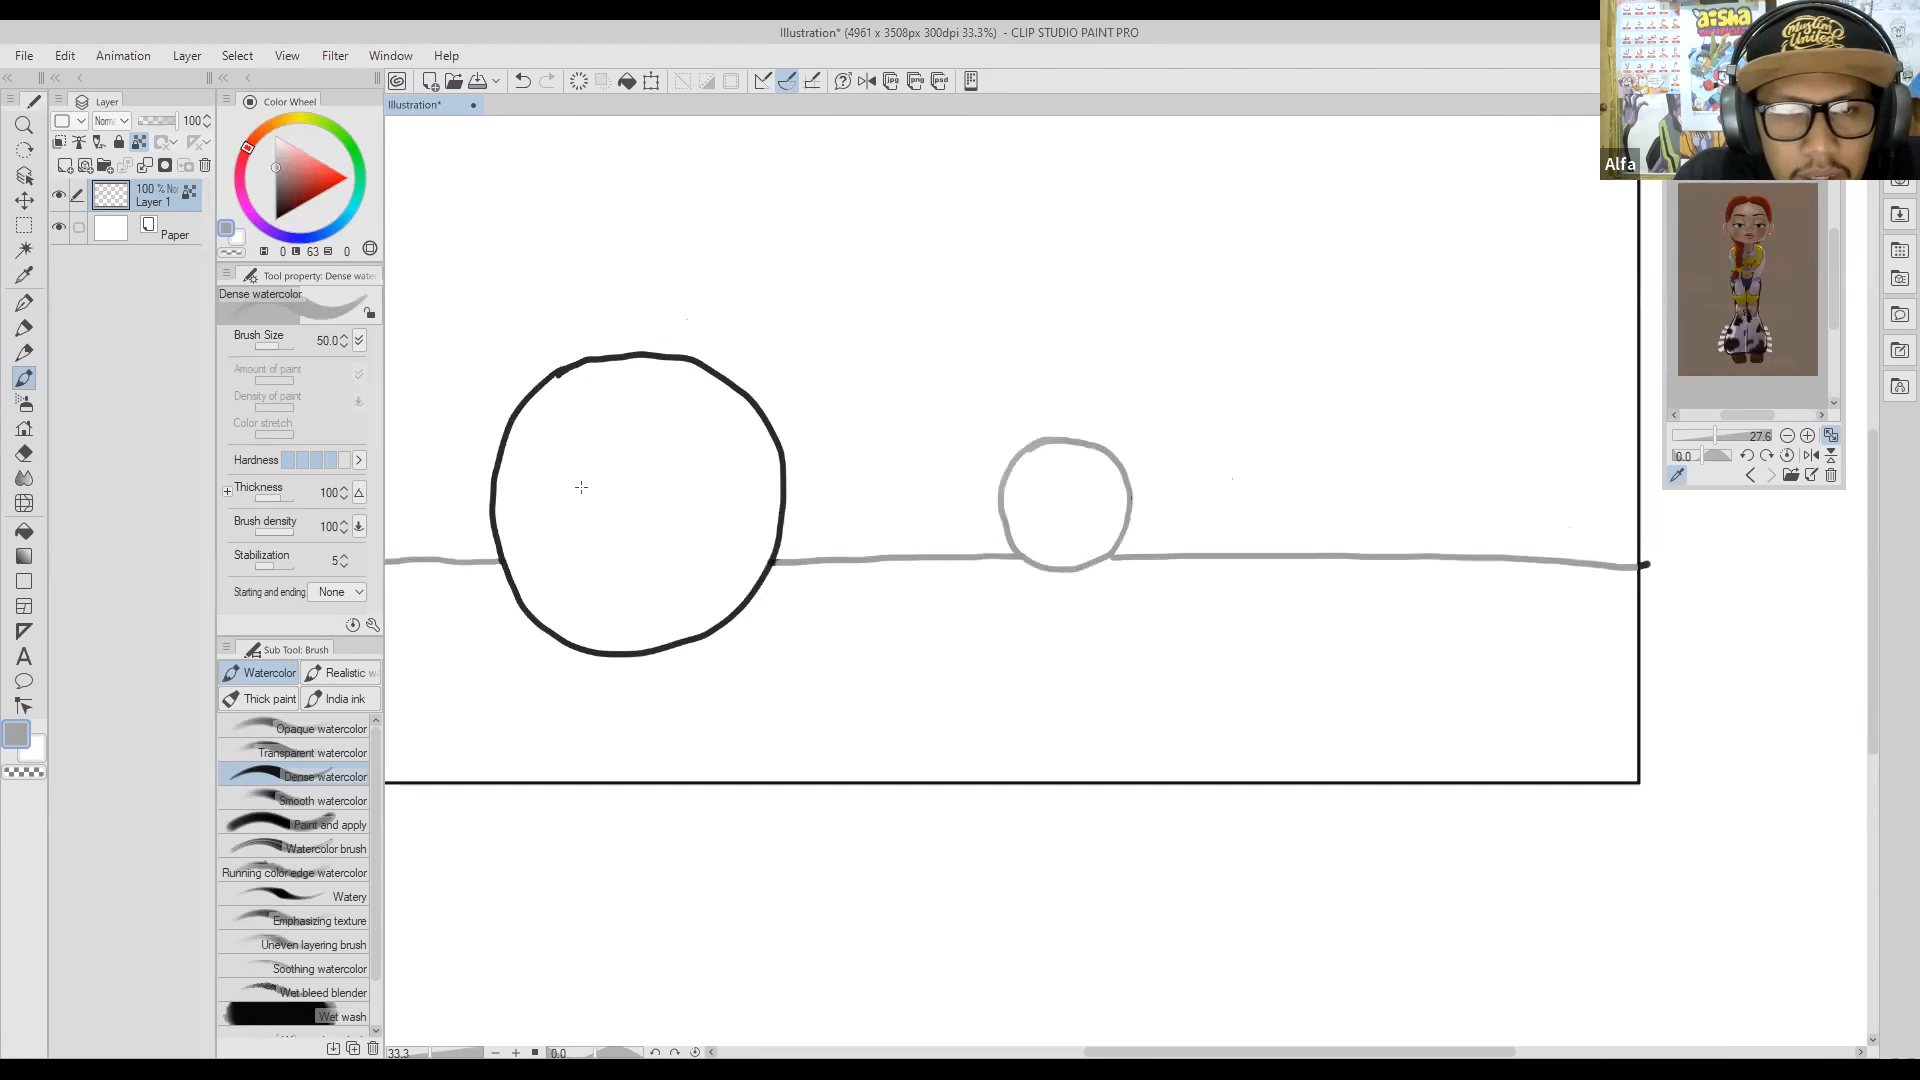 Illustration* (4961 x 3508px 300dpi 33.3%) - CLIP STUDIO PAINT PRO
File Edit Animation Layer Select View Filter Window Help
Layer
Color Wheel
Illustration*
100
100 % Nor
Layer 1
Paper
0 63 0
Tool property: Dense water
Dense watercolor
Brush Size 50.0
Amount of paint
Density of paint
Color stretch
Hardness
Thickness 100
Brush density 100
Stabilization 5
Starting and ending None
Sub Tool: Brush
Watercolor Realistic
Thick paint India ink
Opaque watercolor
Transparent watercolor
Dense watercolor
Smooth watercolor
Paint and apply
Watercolor brush
Running color edge watercolor
Watery
Emphasizing texture
Uneven layering brush
Soothing watercolor
Wet bleed blender
Wet wash
33.3 0.0
aisha
Muslim
United
Alfa
27.6
0.0